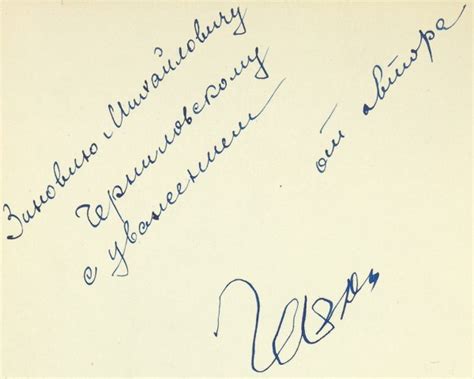 Зиновию Михайловичу
Черниловскому
с уважением
от автора